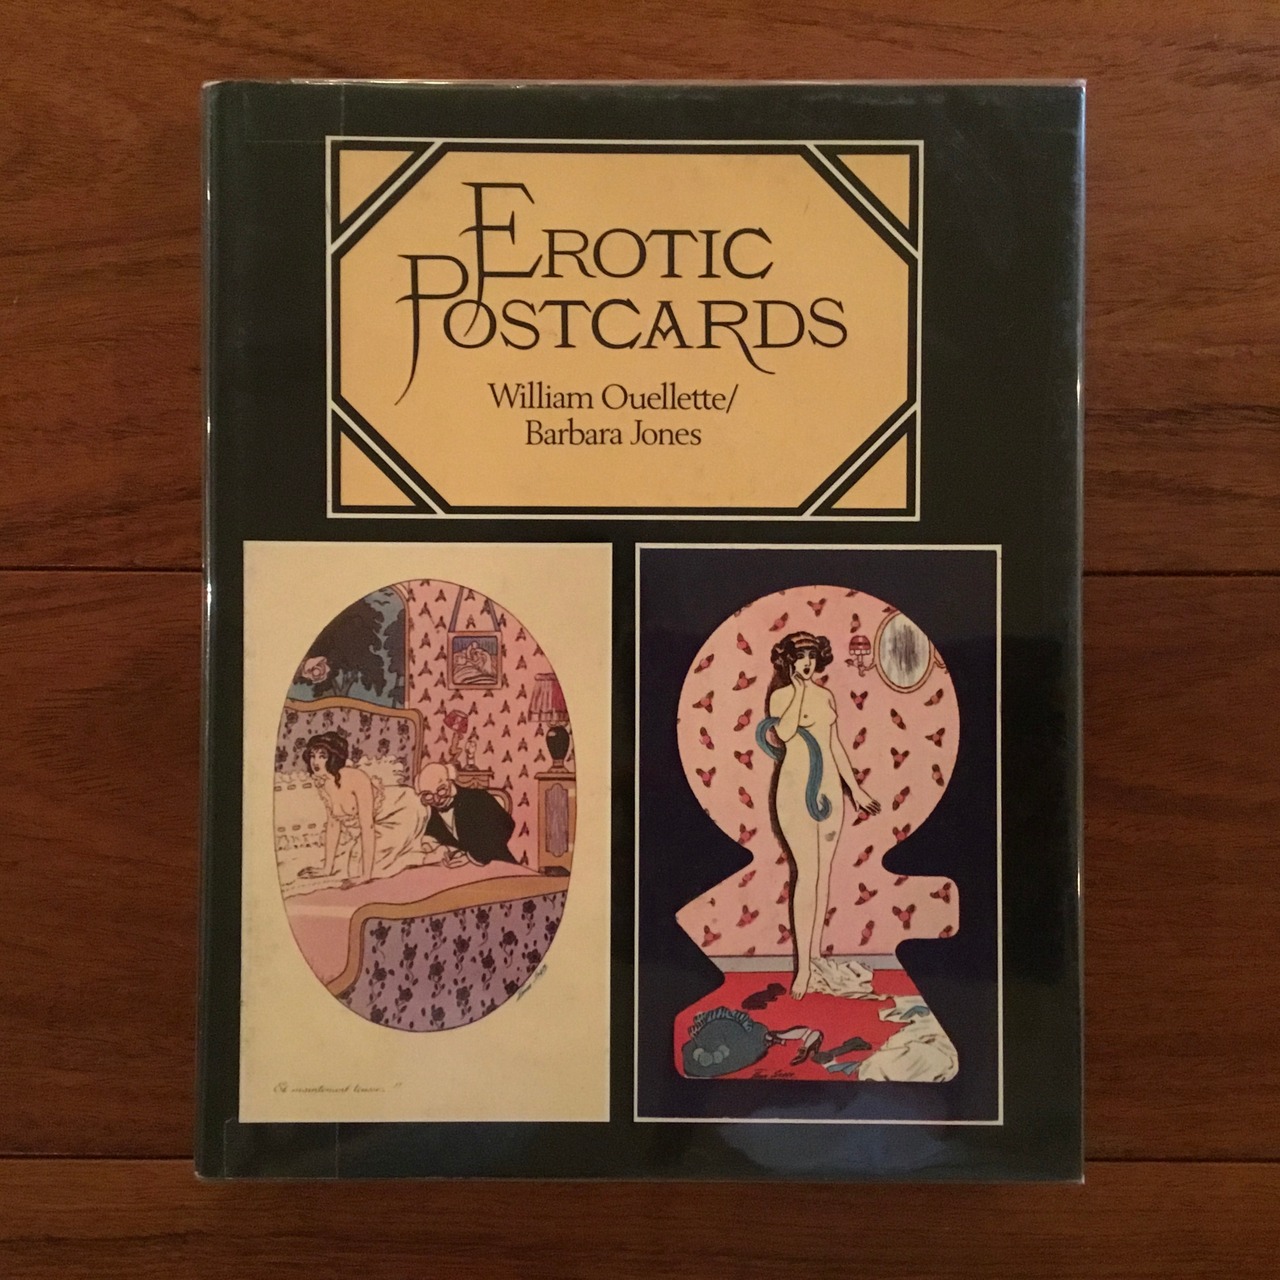 EROTIC
POSTCARDS
William Ouellette/
Barbara Jones